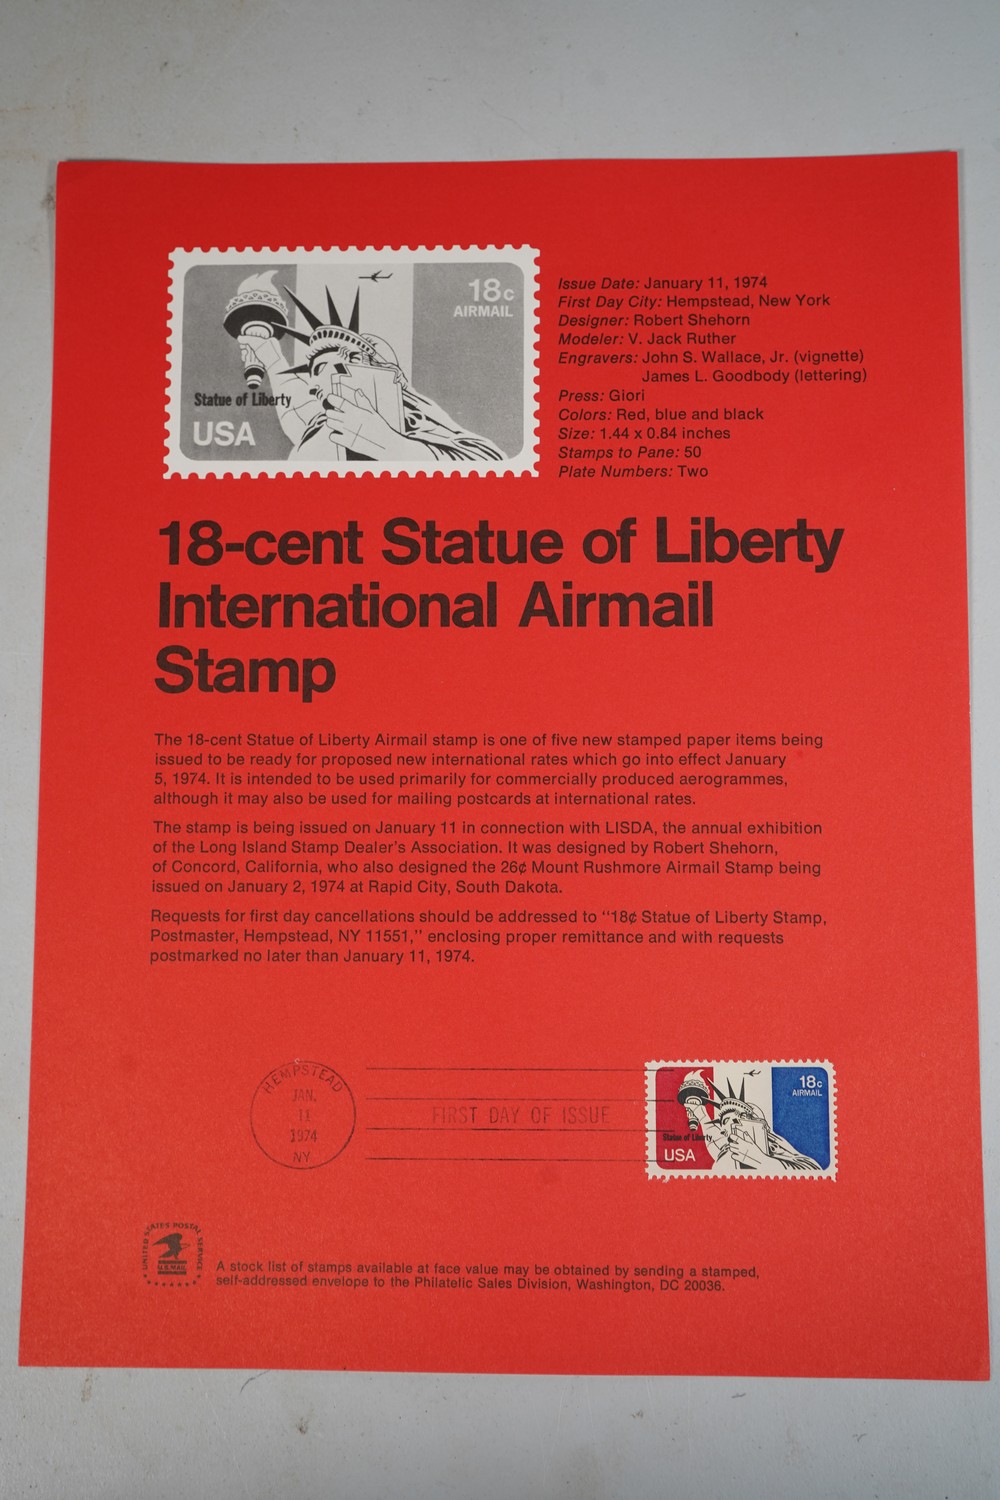 18c
AIRMAIL
Statue of Liberty
USA
Issue Date: January 11, 1974
First Day City: Hempstead, New York
Designer: Robert Shehorn
Modeler: V. Jack Ruther
Engravers: John S. Wallace, Jr. (vignette)
James L. Goodbody (lettering)
Press: Giori
Colors: Red, blue and black
Size: 1.44 x 0.84 inches
Stamps to Pane: 50
Plate Numbers: Two
18-cent Statue of Liberty
International Airmail
Stamp
The 18-cent Statue of Liberty Airmail stamp is one of five new stamped paper items being
issued to be ready for proposed new international rates which go into effect January
5, 1974. It is intended to be used primarily for commercially produced aerogrammes,
although it may also be used for mailing postcards at international rates.
The stamp is being issued on January 11 in connection with LISDA, the annual exhibition
of the Long Island Stamp Dealer's Association. It was designed by Robert Shehorn,
of Concord, California, who also designed the 26¢ Mount Rushmore Airmail Stamp being
issued on January 2, 1974 at Rapid City, South Dakota.
Requests for first day cancellations should be addressed to "18¢ Statue of Liberty Stamp,
Postmaster, Hempstead, NY 11551," enclosing proper remittance and with requests
postmarked no later than January 11, 1974.
HEMPSTEAD
JAN.
11
1974
NY
FIRST DAY OF ISSUE
18c
AIRMAIL
Statue of Liberty
USA
UNITED STATES POSTAL SERVICE
U.S.MAIL
A stock list of stamps available at face value may be obtained by sending a stamped,
self-addressed envelope to the Philatelic Sales Division, Washington, DC 20036.